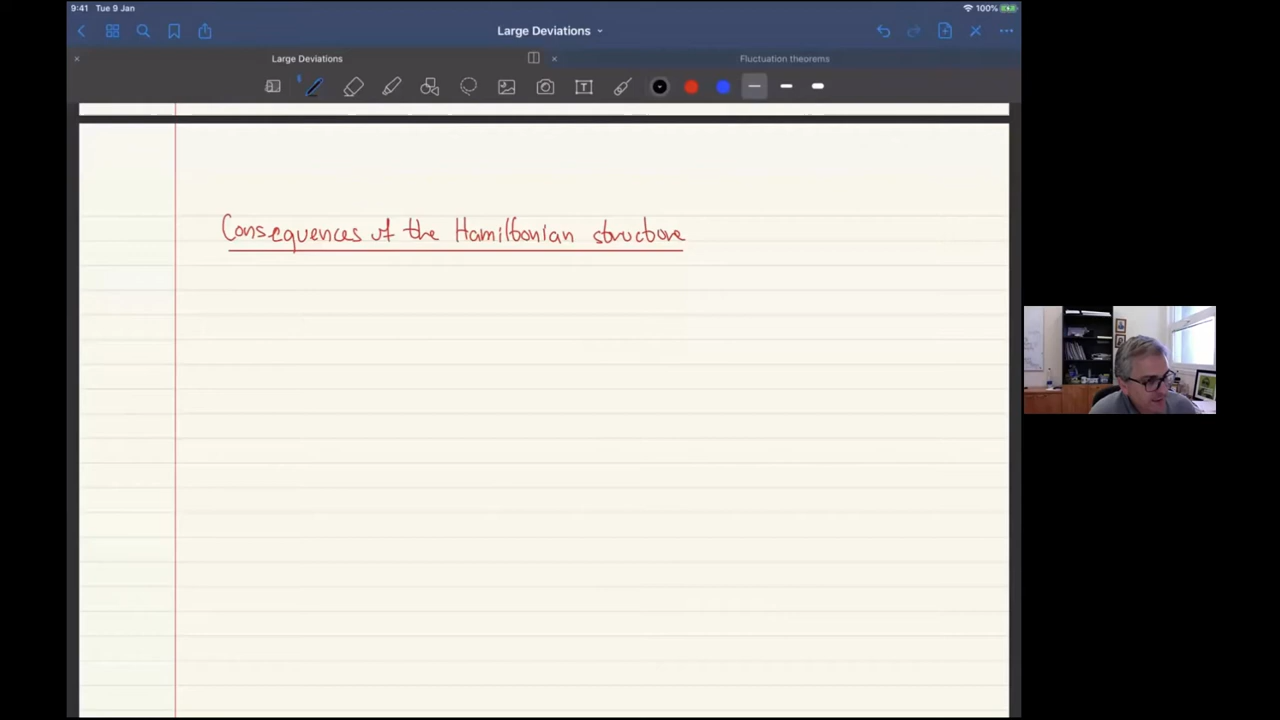 9:41 Tue 9 Jan
100%
Large Deviations
Large Deviations
Fluctuation theorems
Consequences of the Hamiltonian structure